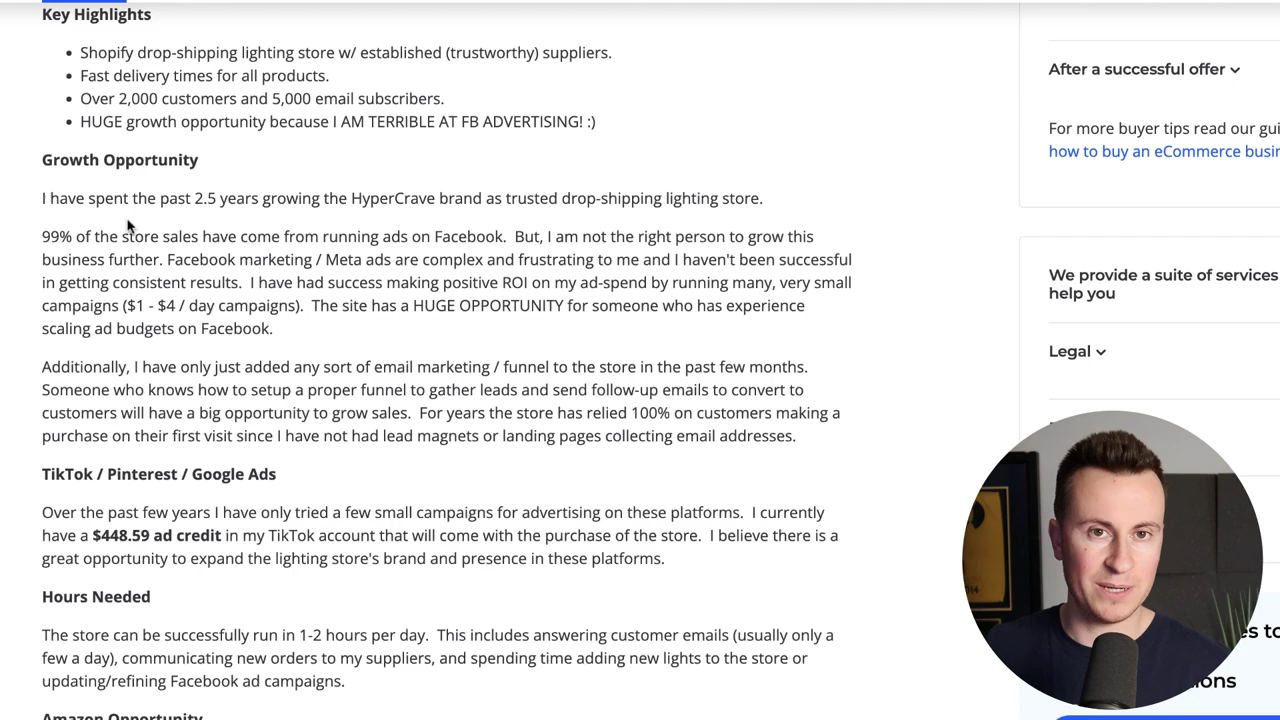 Key Highlights
Shopify drop-shipping lighting store w/ established (trustworthy) suppliers.
Fast delivery times for all products.
Over 2,000 customers and 5,000 email subscribers.
HUGE growth opportunity because I AM TERRIBLE AT FB ADVERTISING! :)
Growth Opportunity
I have spent the past 2.5 years growing the HyperCrave brand as trusted drop-shipping lighting store.
99% of the store sales have come from running ads on Facebook. But, I am not the right person to grow this
business further. Facebook marketing / Meta ads are complex and frustrating to me and I haven't been successful
in getting consistent results. I have had success making positive ROI on my ad-spend by running many, very small
campaigns ($1 - $4 / day campaigns). The site has a HUGE OPPORTUNITY for someone who has experience
scaling ad budgets on Facebook.
Additionally, I have only just added any sort of email marketing / funnel to the store in the past few months.
Someone who knows how to setup a proper funnel to gather leads and send follow-up emails to convert to
customers will have a big opportunity to grow sales. For years the store has relied 100% on customers making a
purchase on their first visit since I have not had lead magnets or landing pages collecting email addresses.
TikTok / Pinterest / Google Ads
Over the past few years I have only tried a few small campaigns for advertising on these platforms. I currently
have a $448.59 ad credit in my TikTok account that will come with the purchase of the store. I believe there is a
great opportunity to expand the lighting store's brand and presence in these platforms.
Hours Needed
The store can be successfully run in 1-2 hours per day. This includes answering customer emails (usually only a
few a day), communicating new orders to my suppliers, and spending time adding new lights to the store or
updating/refining Facebook ad campaigns.
Amazon Opportunity
After a successful offer
For more buyer tips read our gui
how to buy an eCommerce busin
We provide a suite of services
help you
Legal
es to
ions